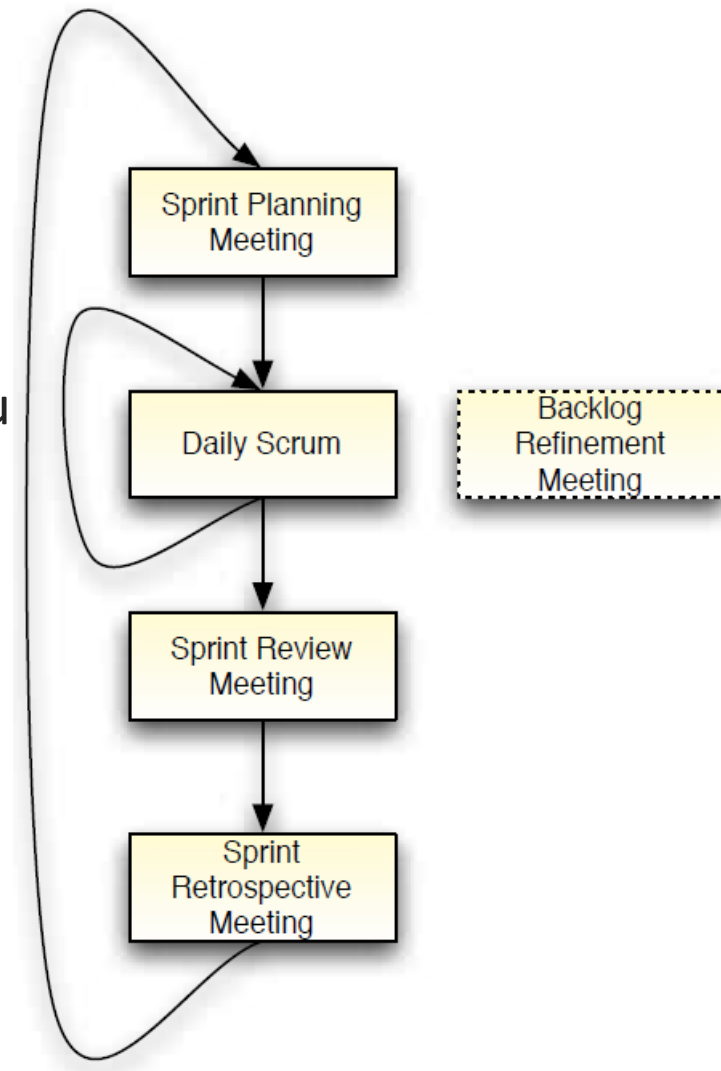 Sprint Planning
Meeting
Daily Scrum
Backlog
Refinement
Meeting
Sprint Review
Meeting
Sprint
Retrospective
Meeting